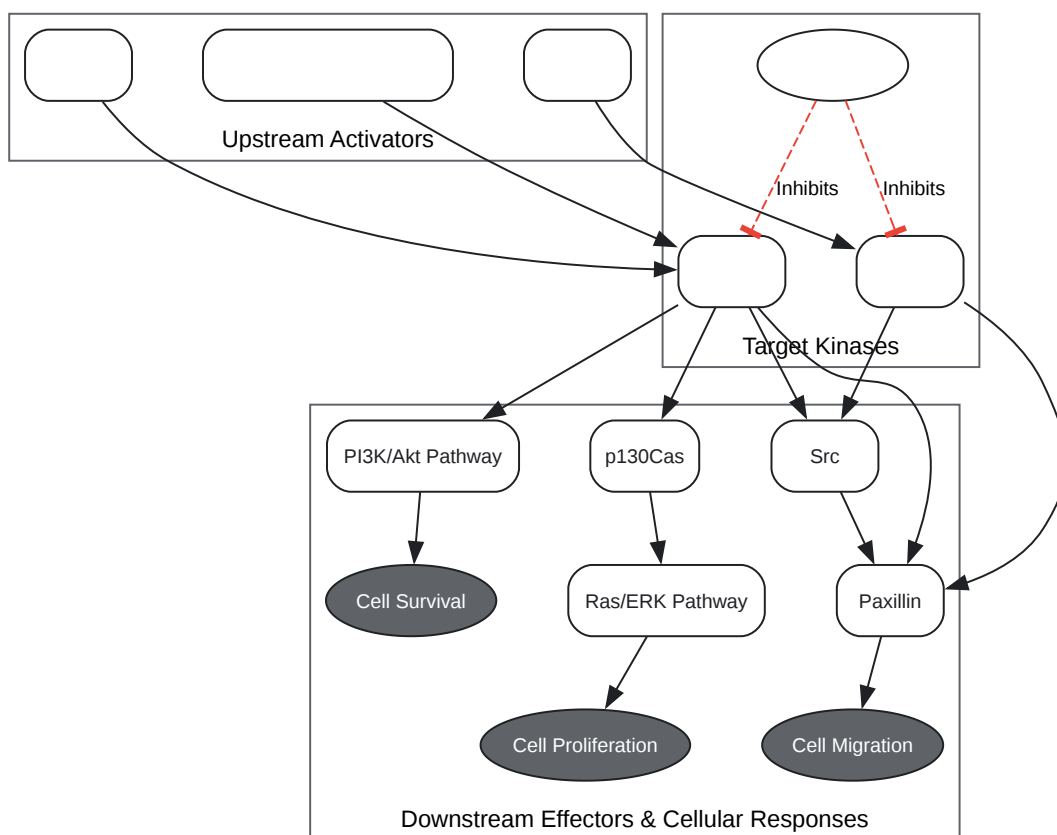 Upstream Activators
Inhibits
Inhibits
Target Kinases
PI3K/Akt Pathway
p130Cas
Src
Cell Survival
Ras/ERK Pathway
Paxillin
Cell Proliferation
Cell Migration
Downstream Effectors & Cellular Responses